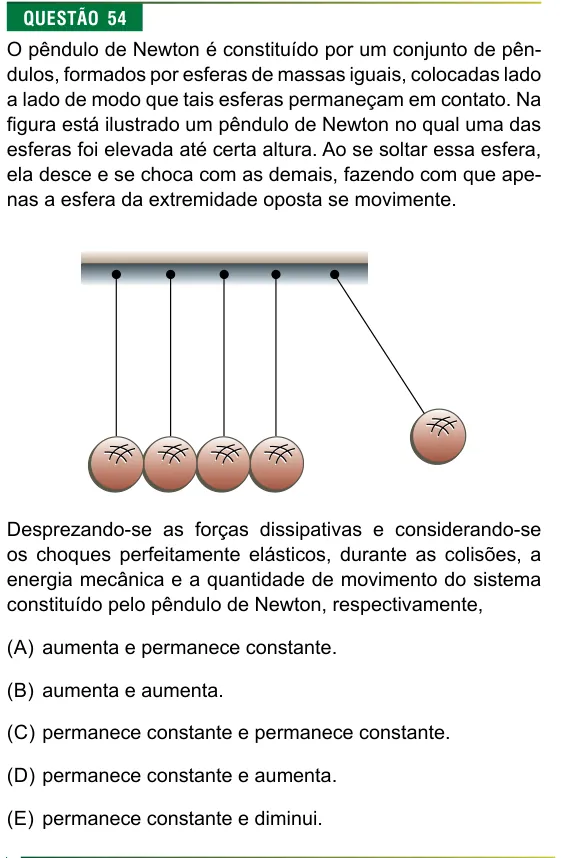 QUESTÃO 54
O pêndulo de Newton é constituído por um conjunto de pên-
dulos, formados por esferas de massas iguais, colocadas lado
a lado de modo que tais esferas permaneçam em contato. Na
figura está ilustrado um pêndulo de Newton no qual uma das
esferas foi elevada até certa altura. Ao se soltar essa esfera,
ela desce e se choca com as demais, fazendo com que ape-
nas a esfera da extremidade oposta se movimente.
Desprezando-se as forças dissipativas e considerando-se
os choques perfeitamente elásticos, durante as colisões, a
energia mecânica e a quantidade de movimento do sistema
constituído pelo pêndulo de Newton, respectivamente,
(A) aumenta e permanece constante.
(B) aumenta e aumenta.
(C) permanece constante e permanece constante.
(D) permanece constante e aumenta.
(E) permanece constante e diminui.